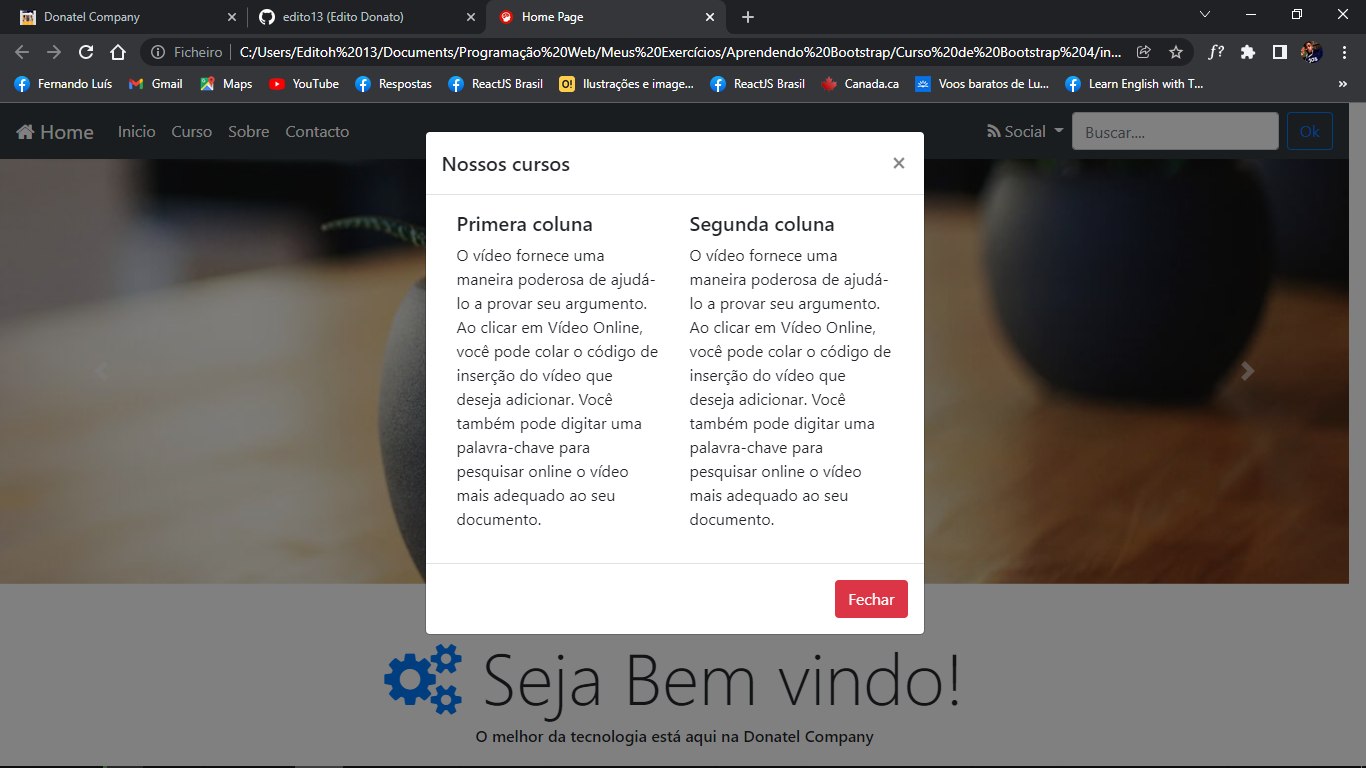 Donatel Company
edito13 (Edito Donato)
Home Page
Ficheiro
C:/Users/Editoh%2013/Documents/Programação%20Web/Meus%20Exercícios/Aprendendo%20Bootstrap/Curso%20de%20Bootstrap%204/in...
f?
Fernando Luís
Gmail
Maps
YouTube
Respostas
ReactJS Brasil
O! Ilustrações e image...
ReactJS Brasil
Canada.ca
Voos baratos de Lu...
Learn English with T...
»
Home
Inicio
Curso
Sobre
Contacto
Social
Buscar....
Ok
Nossos cursos
×
Primera coluna
O vídeo fornece uma
maneira poderosa de ajudá-
lo a provar seu argumento.
Ao clicar em Vídeo Online,
você pode colar o código de
inserção do vídeo que
deseja adicionar. Você
também pode digitar uma
palavra-chave para
pesquisar online o vídeo
mais adequado ao seu
documento.
Segunda coluna
O vídeo fornece uma
maneira poderosa de ajudá-
lo a provar seu argumento.
Ao clicar em Vídeo Online,
você pode colar o código de
inserção do vídeo que
deseja adicionar. Você
também pode digitar uma
palavra-chave para
pesquisar online o vídeo
mais adequado ao seu
documento.
Fechar
Seja Bem vindo!
O melhor da tecnologia está aqui na Donatel Company